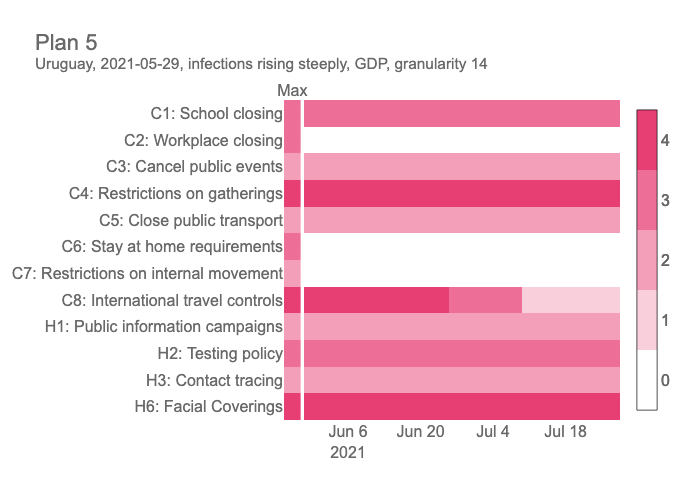 Plan 5
Uruguay, 2021-05-29, infections rising steeply, GDP, granularity 14
Max
C1: School closing
C2: Workplace closing
C3: Cancel public events
C4: Restrictions on gatherings
C5: Close public transport
C6: Stay at home requirements
C7: Restrictions on internal movement
C8: International travel controls
H1: Public information campaigns
H2: Testing policy
H3: Contact tracing
H6: Facial Coverings
Jun 6 Jun 20 Jul 4 Jul 18
2021
4
3
2
1
0